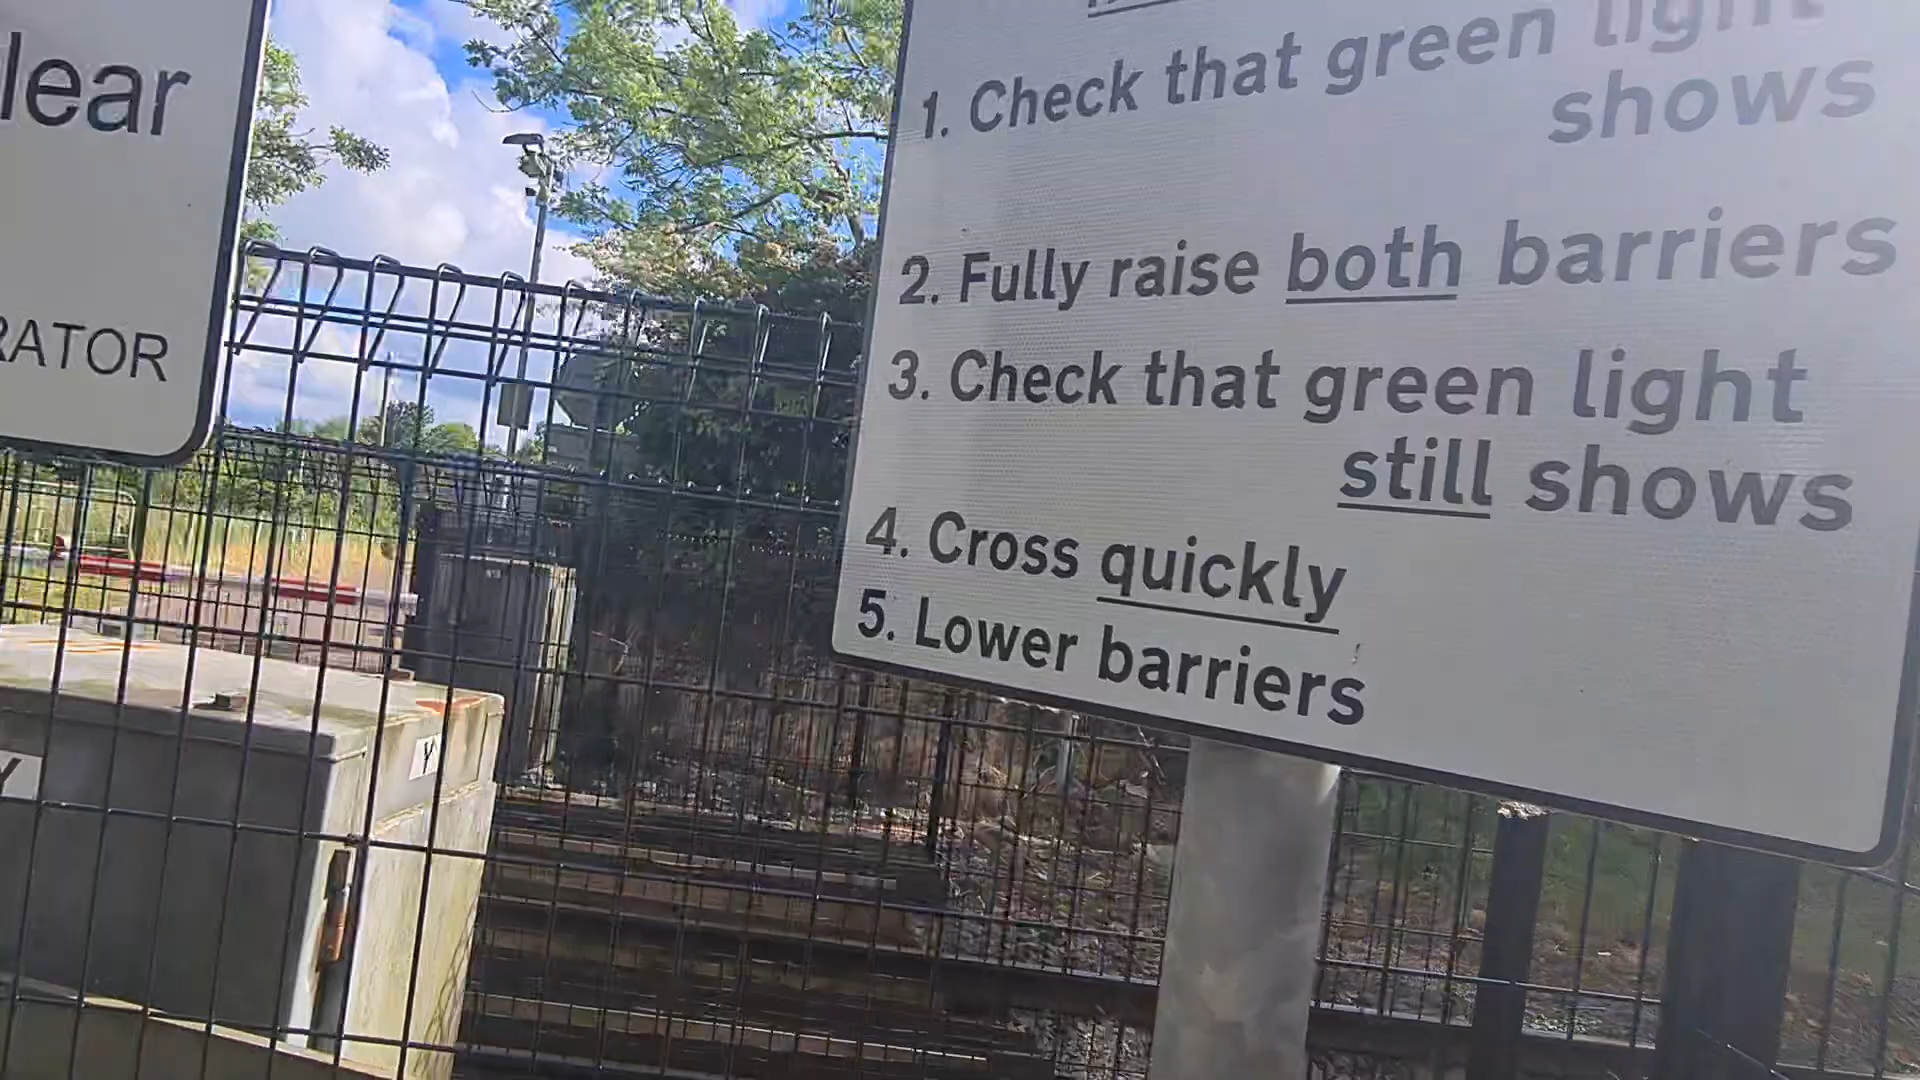 lear
RATOR
1. Check that green light
shows
2. Fully raise both barriers
3. Check that green light
still shows
4. Cross quickly
5. Lower barriers
Y
Y